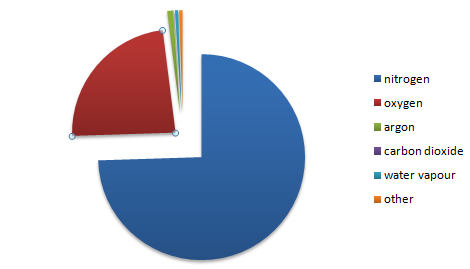 nitrogen
oxygen
argon
carbon dioxide
water vapour
other